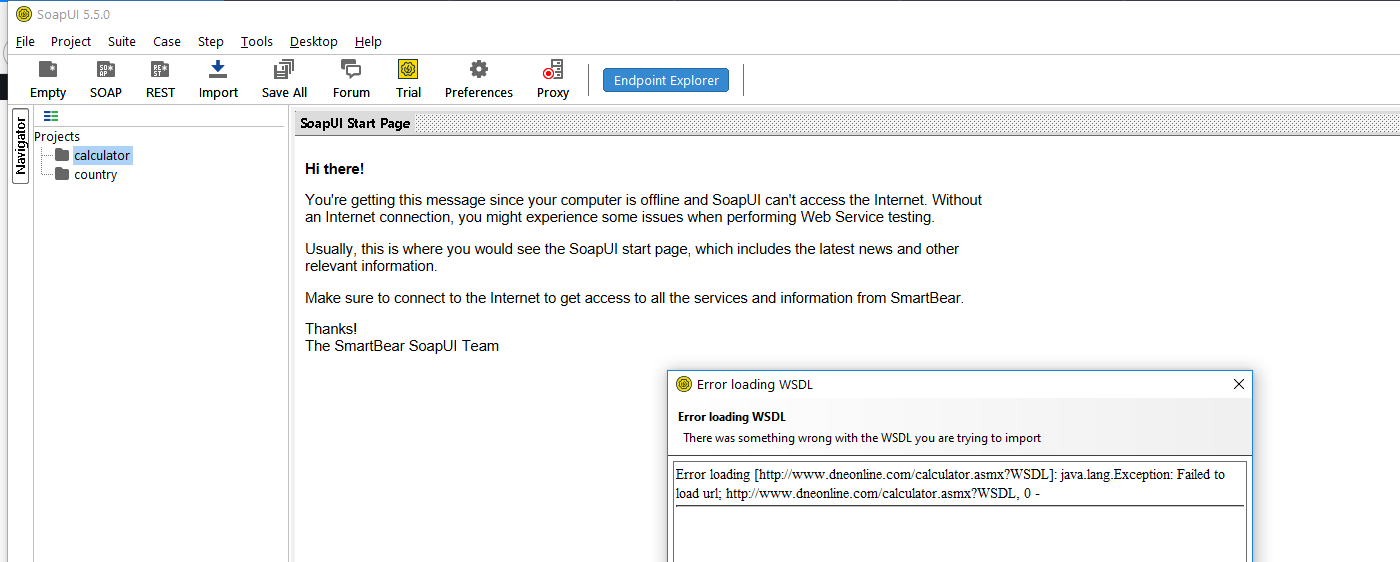 SoapUI 5.5.0
File Project Suite Case Step Tools Desktop Help
Empty SOAP REST Import Save All Forum Trial Preferences Proxy Endpoint Explorer
Navigator
Projects
calculator
country
SoapUI Start Page
Hi there!
You're getting this message since your computer is offline and SoapUI can't access the Internet. Without
an Internet connection, you might experience some issues when performing Web Service testing.
Usually, this is where you would see the SoapUI start page, which includes the latest news and other
relevant information.
Make sure to connect to the Internet to get access to all the services and information from SmartBear.
Thanks!
The SmartBear SoapUI Team
Error loading WSDL
Error loading WSDL
There was something wrong with the WSDL you are trying to import
Error loading [http://www.dneonline.com/calculator.asmx?WSDL]: java.lang.Exception: Failed to
load url; http://www.dneonline.com/calculator.asmx?WSDL, 0 -